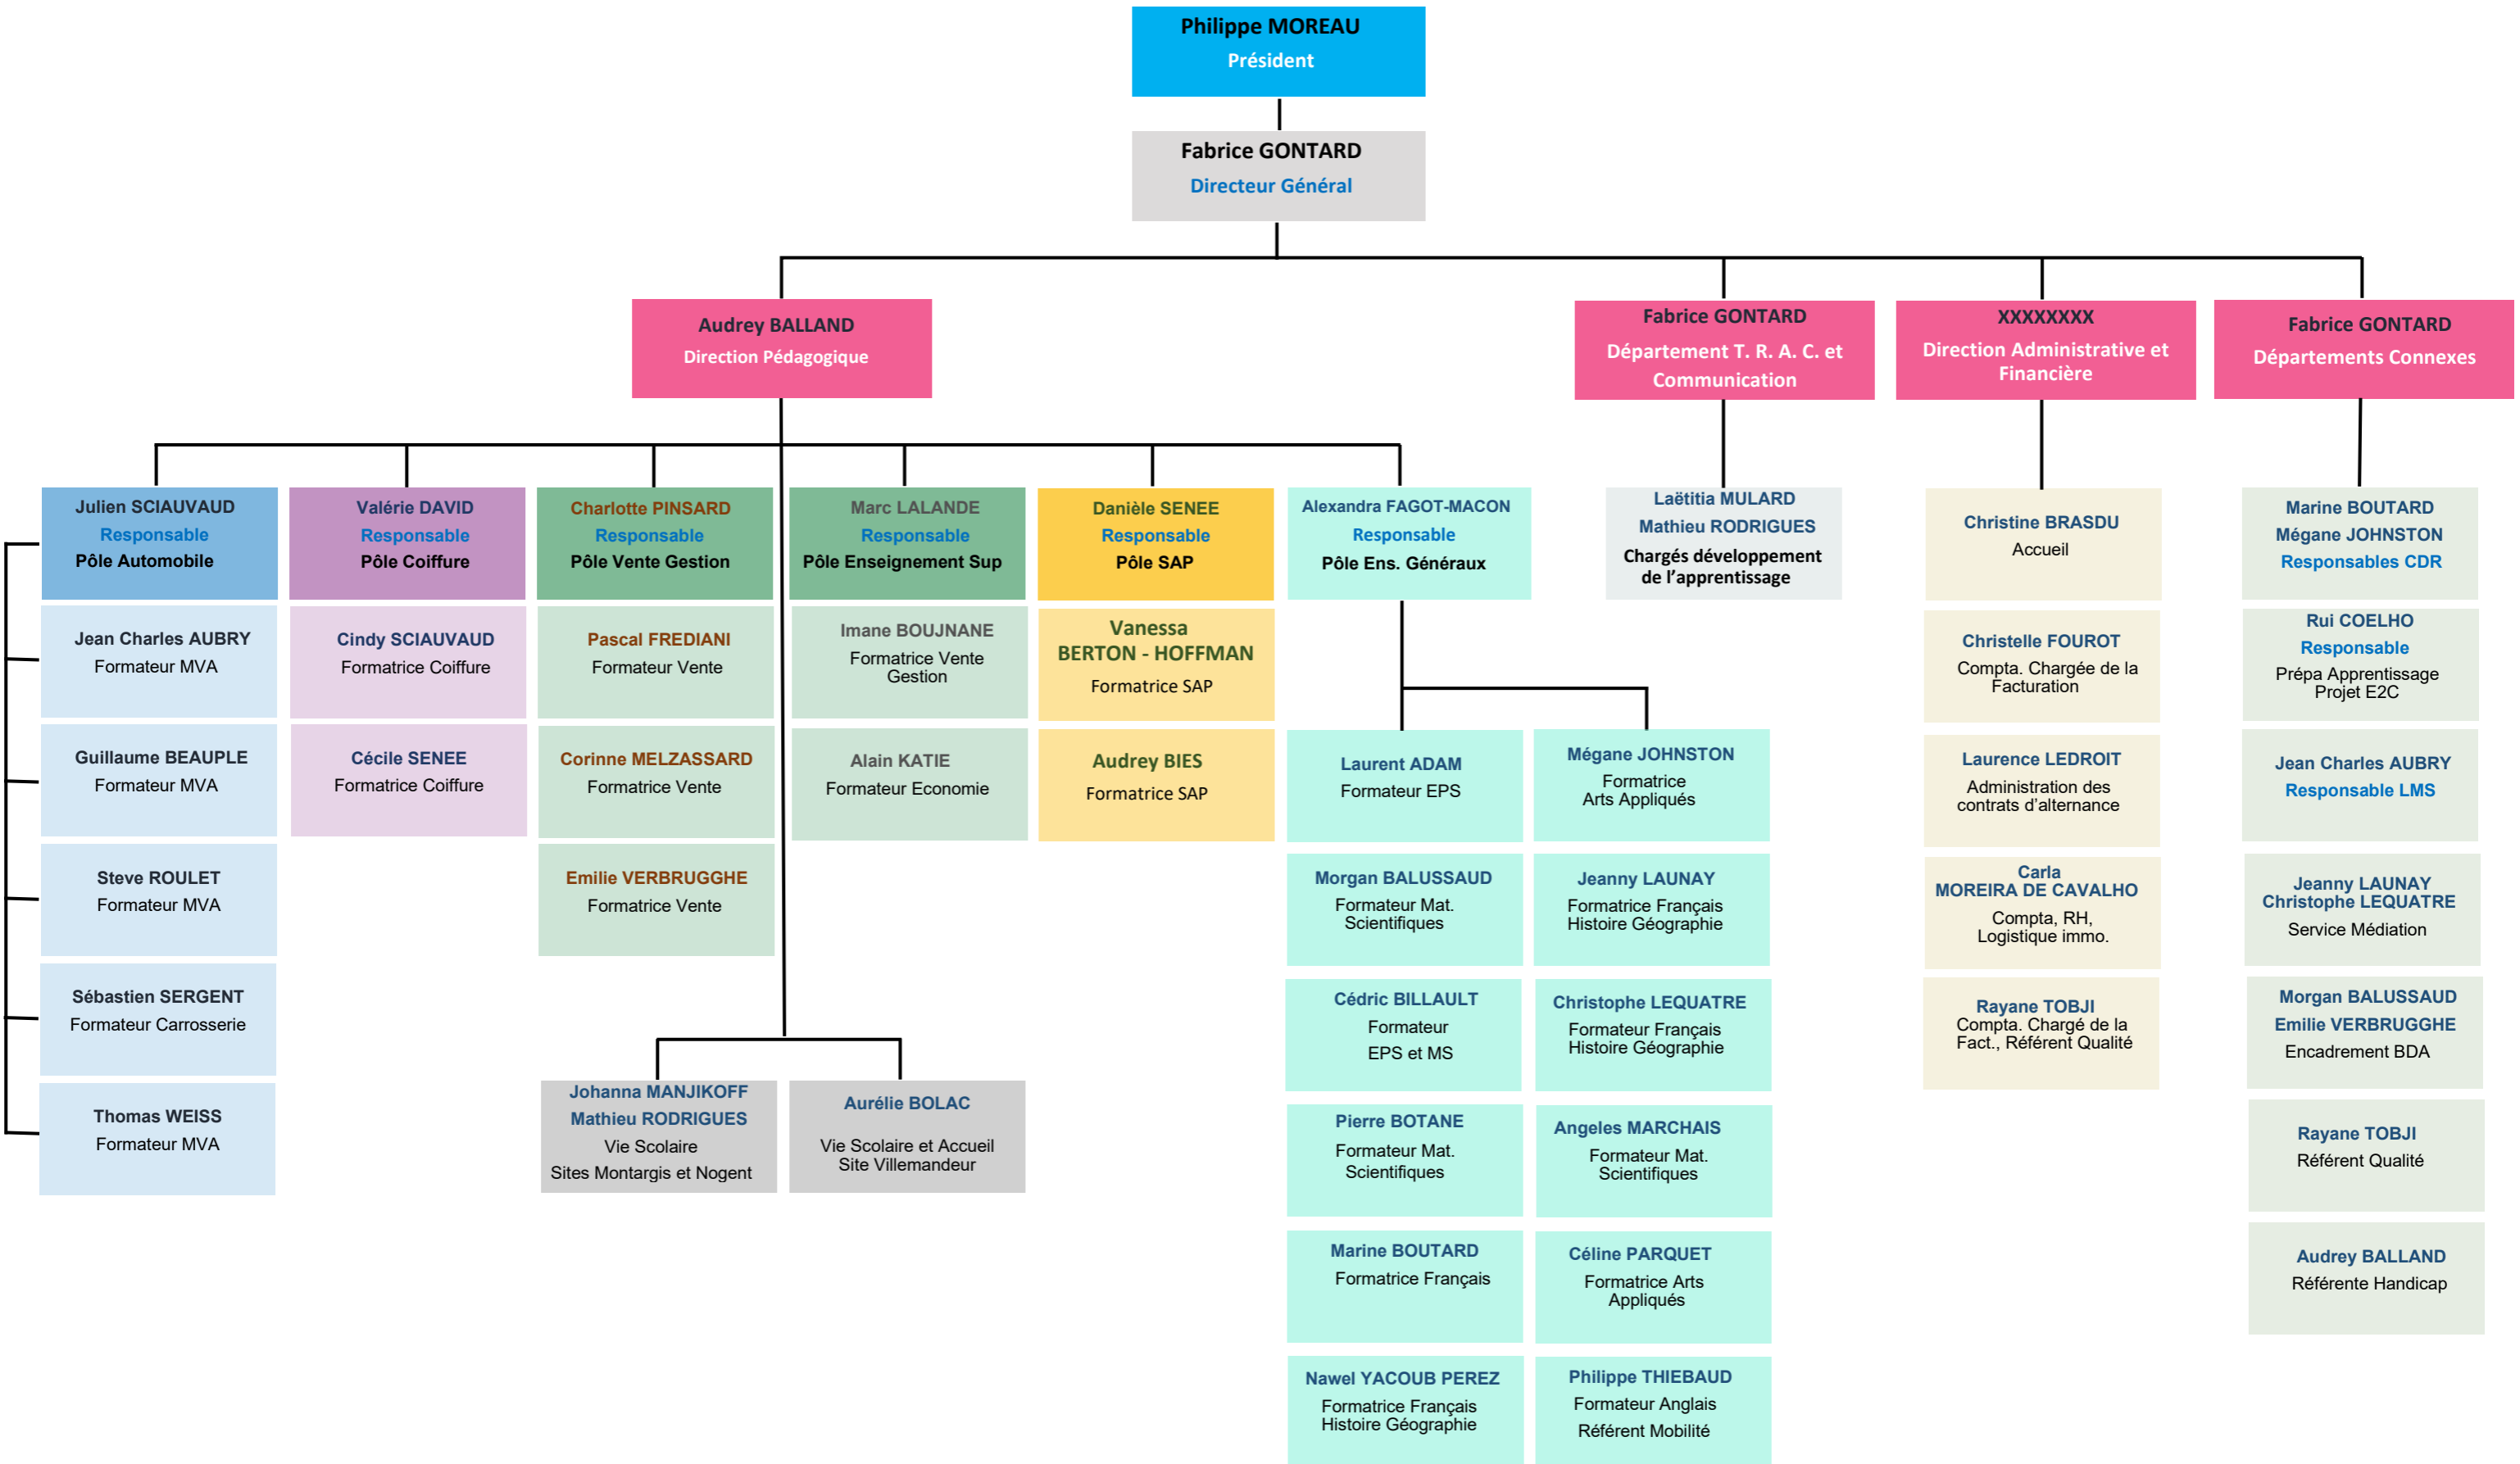 Philippe MOREAU
Président
Fabrice GONTARD
Directeur Général
Audrey BALLAND
Direction Pédagogique
Fabrice GONTARD
Département T. R. A. C. et
Communication
XXXXXXXX
Direction Administrative et
Financière
Fabrice GONTARD
Départements Connexes
Julien SCIAUVAUD
Responsable
Pôle Automobile
Jean Charles AUBRY
Formateur MVA
Guillaume BEAUPLE
Formateur MVA
Steve ROULET
Formateur MVA
Sébastien SERGENT
Formateur Carrosserie
Thomas WEISS
Formateur MVA
Valérie DAVID
Responsable
Pôle Coiffure
Cindy SCIAUVAUD
Formatrice Coiffure
Cécile SENEE
Formatrice Coiffure
Charlotte PINSARD
Responsable
Pôle Vente Gestion
Pascal FREDIANI
Formateur Vente
Corinne MELZASSARD
Formatrice Vente
Emilie VERBRUGGHE
Formatrice Vente
Marc LALANDE
Responsable
Pôle Enseignement Sup
Imane BOUJNANE
Formatrice Vente
Gestion
Alain KATIE
Formateur Economie
Danièle SENEE
Responsable
Pôle SAP
Vanessa
BERTON - HOFFMAN
Formatrice SAP
Audrey BIES
Formatrice SAP
Johanna MANJIKOFF
Mathieu RODRIGUES
Vie Scolaire
Sites Montargis et Nogent
Aurélie BOLAC
Vie Scolaire et Accueil
Site Villemandeur
Alexandra FAGOT-MACON
Responsable
Pôle Ens. Généraux
Laurent ADAM
Formateur EPS
Morgan BALUSSAUD
Formateur Mat.
Scientifiques
Cédric BILLAULT
Formateur
EPS et MS
Pierre BOTANE
Formateur Mat.
Scientifiques
Marine BOUTARD
Formatrice Français
Nawel YACOUB PEREZ
Formatrice Français
Histoire Géographie
Mégane JOHNSTON
Formatrice
Arts Appliqués
Jeanny LAUNAY
Formatrice Français
Histoire Géographie
Christophe LEQUATRE
Formateur Français
Histoire Géographie
Angeles MARCHAIS
Formateur Mat.
Scientifiques
Céline PARQUET
Formatrice Arts
Appliqués
Philippe THIEBAUD
Formateur Anglais
Référent Mobilité
Laëtitia MULARD
Mathieu RODRIGUES
Chargés développement
de l’apprentissage
Christine BRASDU
Accueil
Christelle FOUROT
Compta. Chargée de la
Facturation
Laurence LEDROIT
Administration des
contrats d’alternance
Carla
MOREIRA DE CAVALHO
Compta, RH,
Logistique immo.
Rayane TOBJI
Compta. Chargé de la
Fact., Référent Qualité
Marine BOUTARD
Mégane JOHNSTON
Responsables CDR
Rui COELHO
Responsable
Prépa Apprentissage
Projet E2C
Jean Charles AUBRY
Responsable LMS
Jeanny LAUNAY
Christophe LEQUATRE
Service Médiation
Morgan BALUSSAUD
Emilie VERBRUGGHE
Encadrement BDA
Rayane TOBJI
Référent Qualité
Audrey BALLAND
Référente Handicap